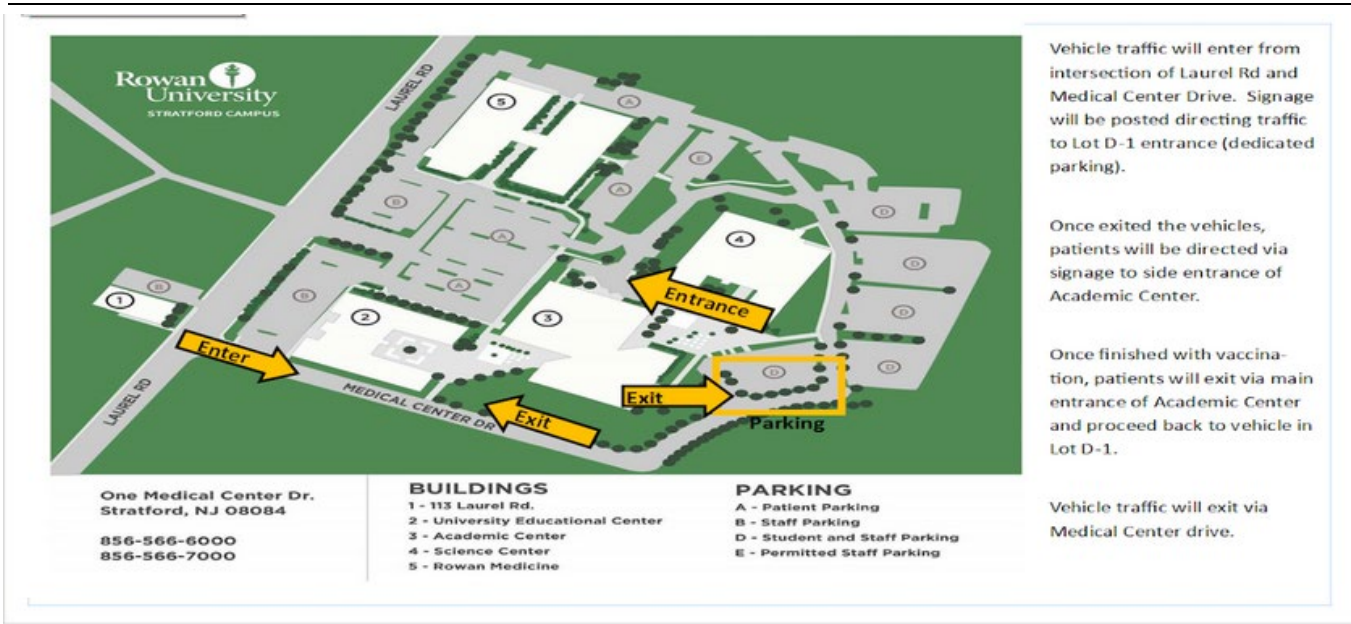 Rowan
University
STRATFORD CAMPUS
LAUREL RD
5
A
E
A
B
D
4
A
D
B
A
1
B
Entrance
2
3
D
Enter
D
D
MEDICAL CENTER DR
Exit
Exit
LAUREL RD
Parking
One Medical Center Dr.
Stratford, NJ 08084
856-566-6000
856-566-7000
BUILDINGS
1 - 113 Laurel Rd.
2 - University Educational Center
3 - Academic Center
4 - Science Center
5 - Rowan Medicine
PARKING
A - Patient Parking
B - Staff Parking
D - Student and Staff Parking
E - Permitted Staff Parking
Vehicle traffic will enter from
intersection of Laurel Rd and
Medical Center Drive. Signage
will be posted directing traffic
to Lot D-1 entrance (dedicated
parking).
Once exited the vehicles,
patients will be directed via
signage to side entrance of
Academic Center.
Once finished with vaccina-
tion, patients will exit via main
entrance of Academic Center
and proceed back to vehicle in
Lot D-1.
Vehicle traffic will exit via
Medical Center drive.